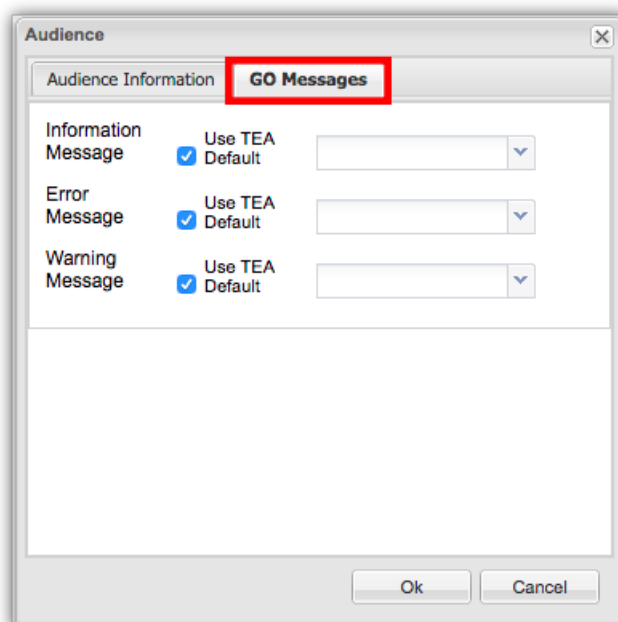 Audience
Audience Information GO Messages
Information
Message
Use TEA
Default
Error
Message
Use TEA
Default
Warning
Message
Use TEA
Default
Ok Cancel